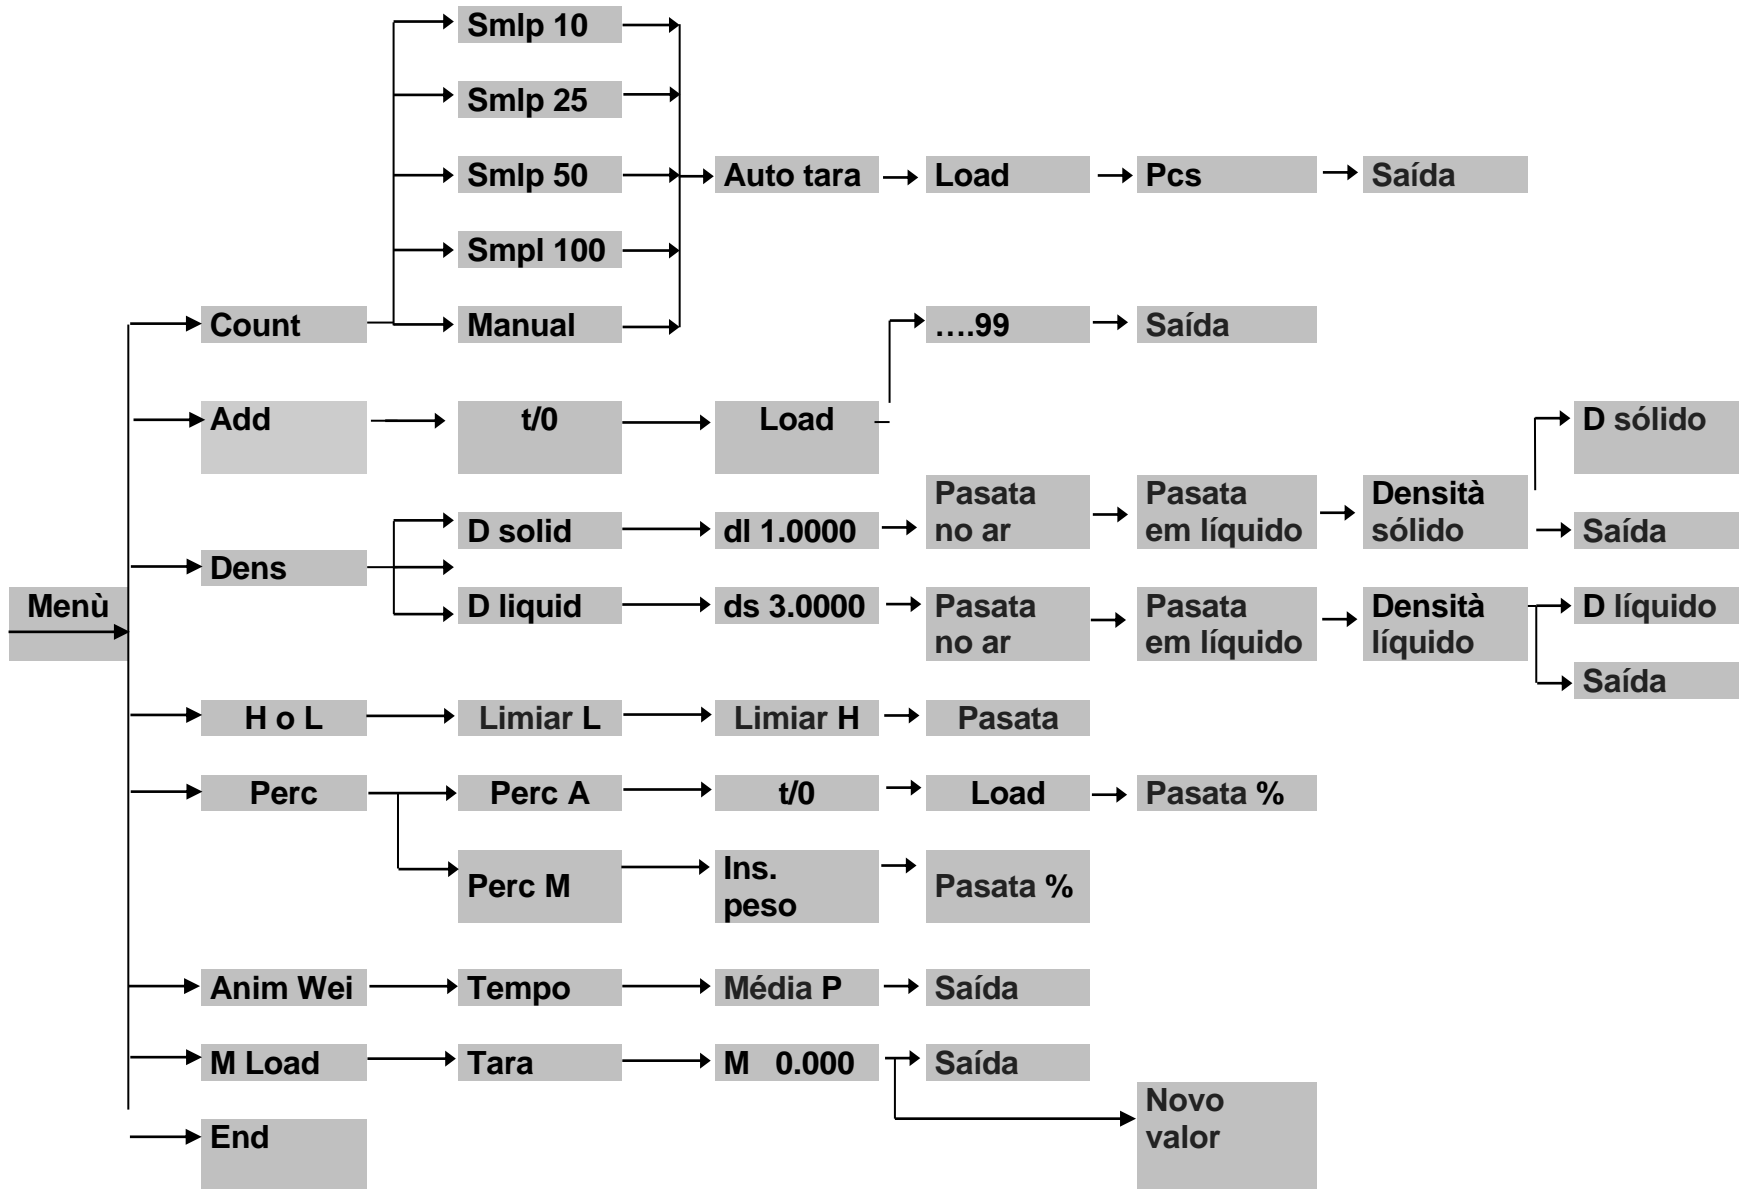 Smlp 10
Smlp 25
Smlp 50
Auto tara
Load
Pcs
Saída
Smpl 100
Count
Manual
….99
Saída
Add
t/0
Load
D sólido
Dens
D solid
dl 1.0000
Pasata
no ar
Pasata
em líquido
Densità
sólido
Saída
Menù
D liquid
ds 3.0000
Pasata
no ar
Pasata
em líquido
Densità
líquido
D líquido
Saída
H o L
Limiar L
Limiar H
Pasata
Perc
Perc A
t/0
Load
Pasata %
Perc M
Ins.
peso
Pasata %
Anim Wei
Tempo
Média P
Saída
M Load
Tara
M 0.000
Saída
Novo
valor
End